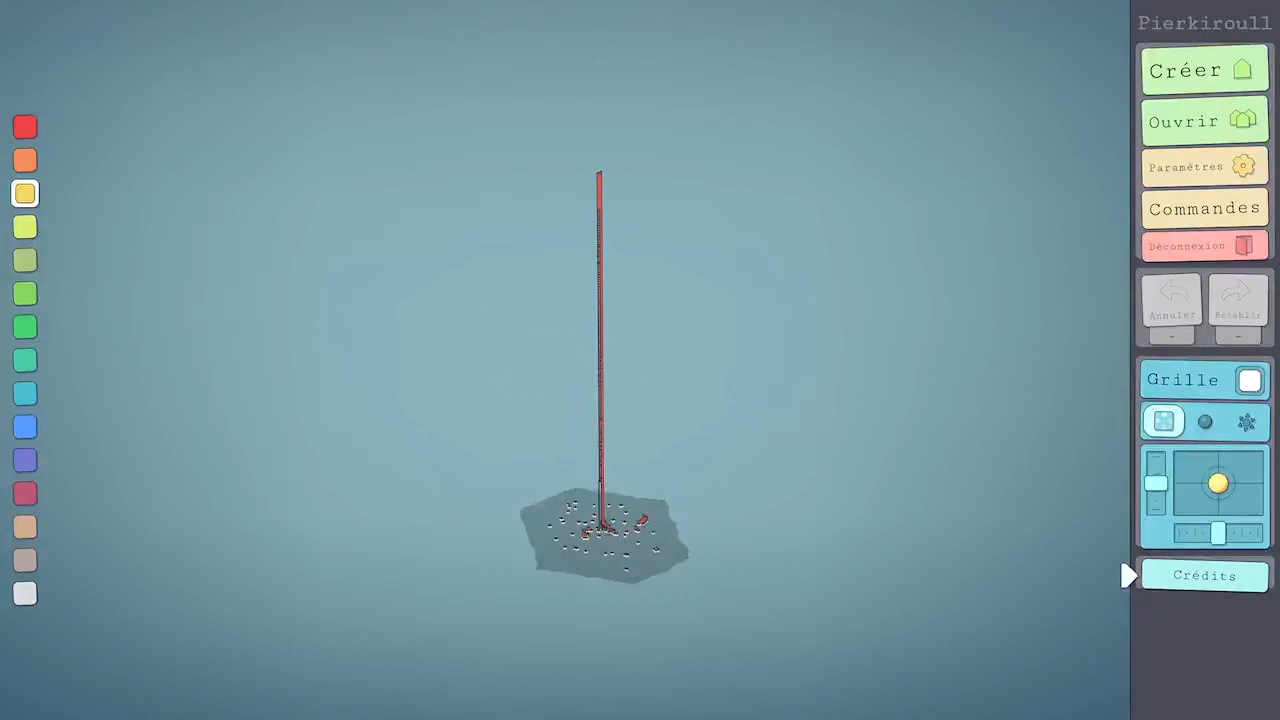 Pierkiroull
Créer
Ouvrir
Paramètres
Commandes
Déconnexion
Annuler
Rétablir
Grille
Crédits